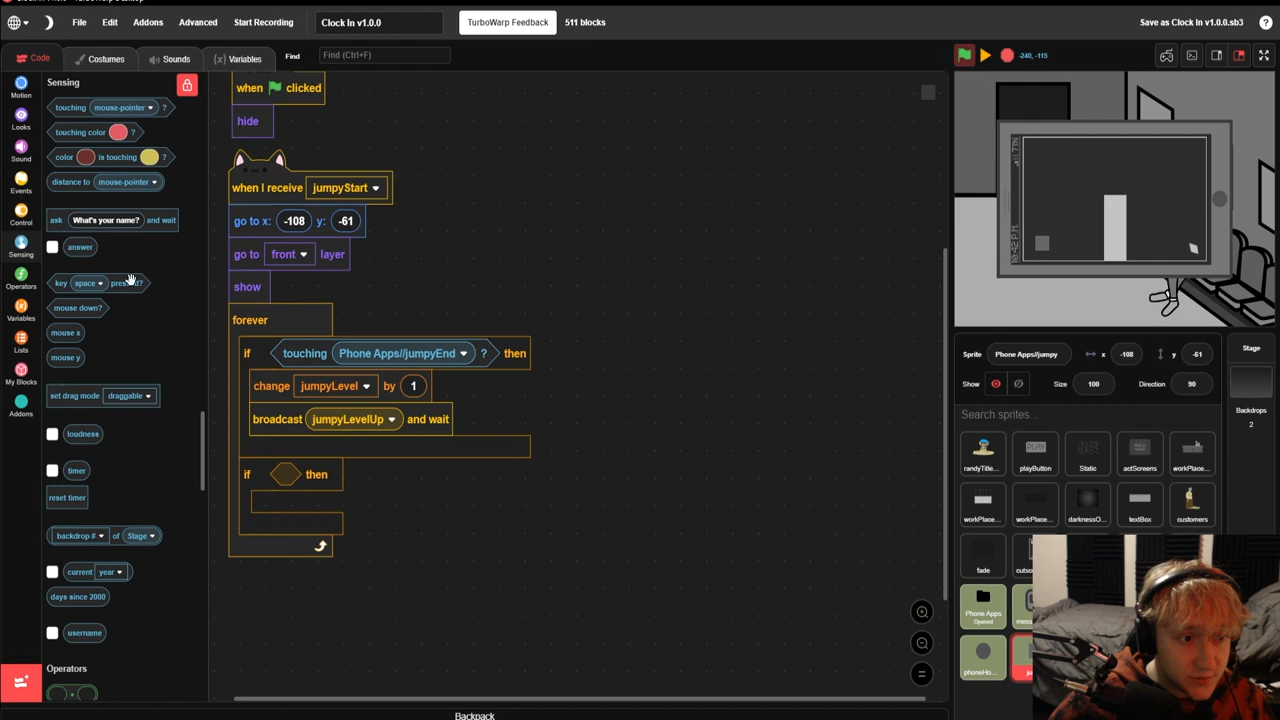 File Edit Addons Advanced Start Recording Clock In v1.0.0 TurboWarp Feedback 511 blocks Save as Clock In v1.0.0.sb3 ?
Code Costumes Sounds {x} Variables Find Find (Ctrl+F) -240, -115
Motion
Looks
Sound
Events
Control
Sensing
Operators
Variables
Lists
My Blocks
Addons
Sensing
touching mouse-pointer ?
touching color ?
color is touching ?
distance to mouse-pointer
ask What's your name? and wait
answer
key space pressed?
mouse down?
mouse x
mouse y
set drag mode draggable
loudness
timer
reset timer
backdrop # of Stage
current year
days since 2000
username
Operators
+
when clicked
hide
when I receive jumpyStart
go to x: -108 y: -61
go to front layer
show
forever
if touching Phone Apps//jumpyEnd ? then
change jumpyLevel by 1
broadcast jumpyLevelUp and wait
if then
=
Backpack
78%
10:42 P.M.
Sprite Phone Apps//jumpy x -108 y -61
Show Size 100 Direction 90
Search sprites...
randyTitle... playButton Static actScreens workPlace...
workPlace... workPlace... darknessO... textBox customers
fade cutsc
Phone Apps
Opened
mess
phoneHo... ju
Stage
Backdrops
2